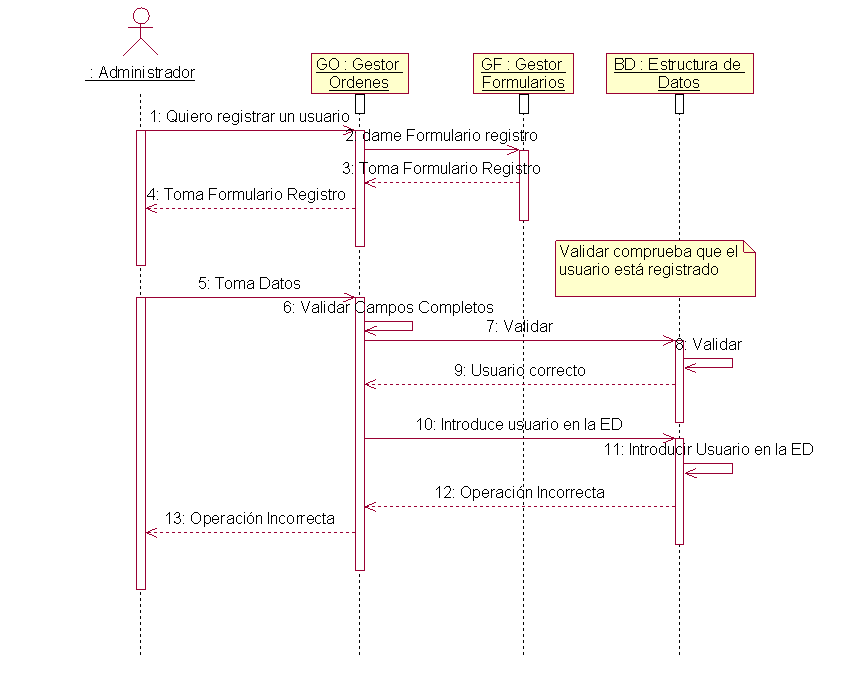 : Administrador
GO : Gestor
Ordenes
GF : Gestor
Formularios
BD : Estructura de
Datos
1: Quiero registrar un usuario
2: dame Formulario registro
3: Toma Formulario Registro
4: Toma Formulario Registro
Validar comprueba que el
usuario está registrado
5: Toma Datos
6: Validar Campos Completos
7: Validar
8: Validar
9: Usuario correcto
10: Introduce usuario en la ED
11: Introducir Usuario en la ED
12: Operación Incorrecta
13: Operación Incorrecta